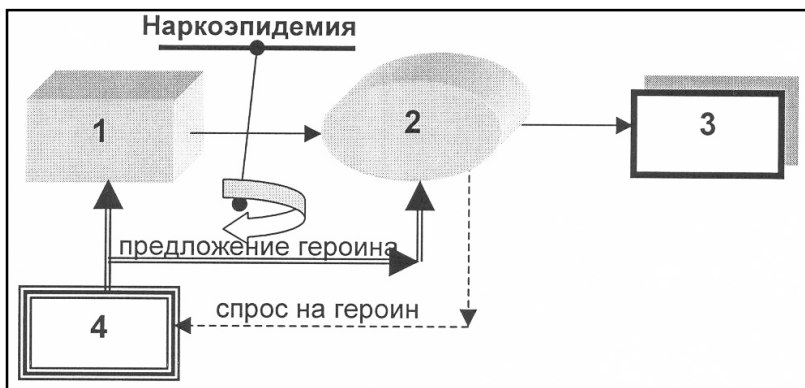 Наркоэпидемия
1
2
3
предложение героина
спрос на героин
4